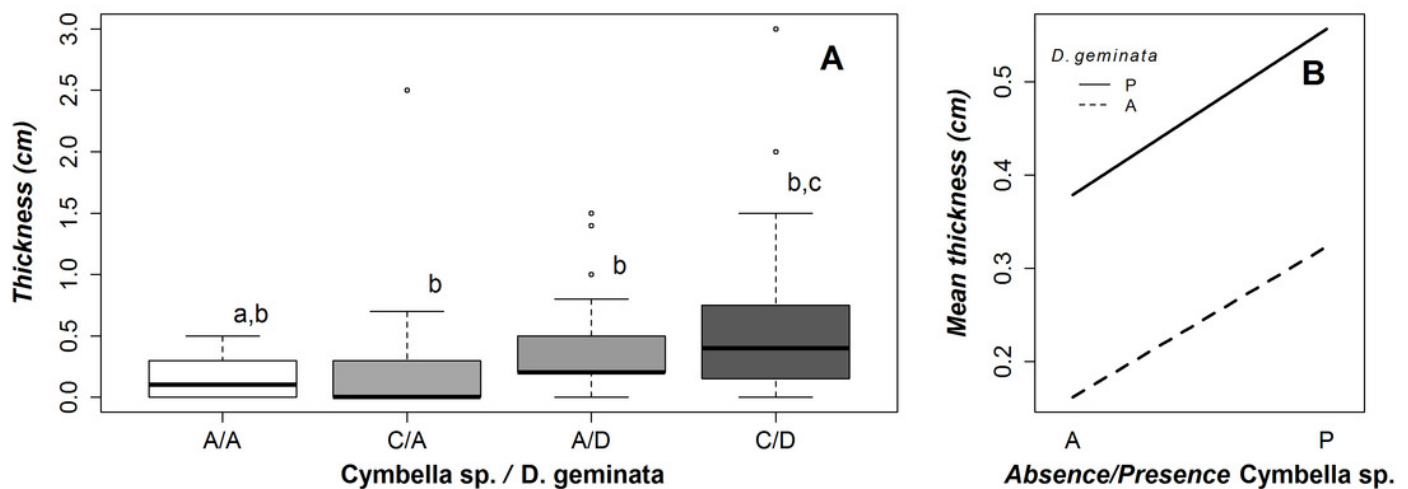 Thickness (cm)
3.0
2.5
2.0
1.5
1.0
0.5
0.0
A
a,b
b
b
b,c
A/A
C/A
A/D
C/D
Cymbella sp. / D. geminata
Mean thickness (cm)
0.5
0.4
0.3
0.2
D. geminata
P
A
B
A
P
Absence/Presence Cymbella sp.